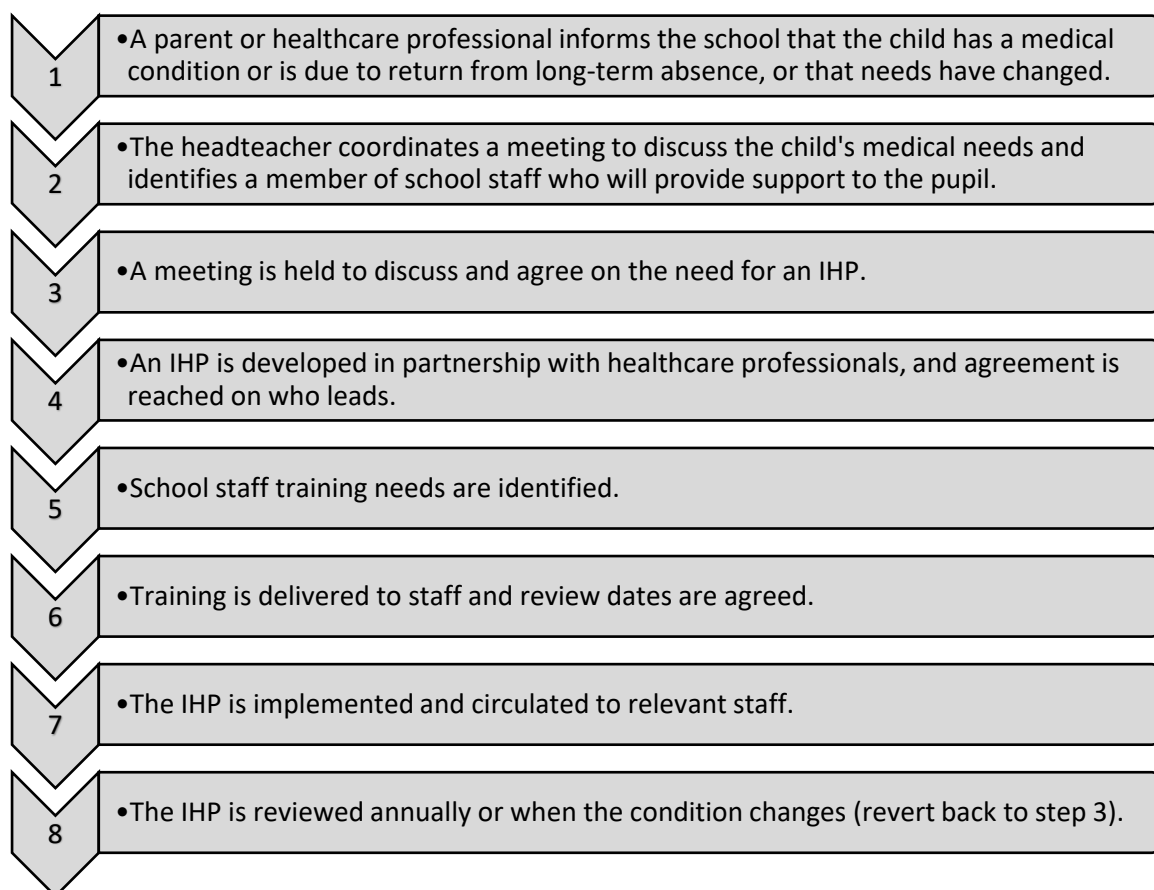 1
•A parent or healthcare professional informs the school that the child has a medical
condition or is due to return from long-term absence, or that needs have changed.
2
•The headteacher coordinates a meeting to discuss the child's medical needs and
identifies a member of school staff who will provide support to the pupil.
3
•A meeting is held to discuss and agree on the need for an IHP.
4
•An IHP is developed in partnership with healthcare professionals, and agreement is
reached on who leads.
5
•School staff training needs are identified.
6
•Training is delivered to staff and review dates are agreed.
7
•The IHP is implemented and circulated to relevant staff.
8
•The IHP is reviewed annually or when the condition changes (revert back to step 3).